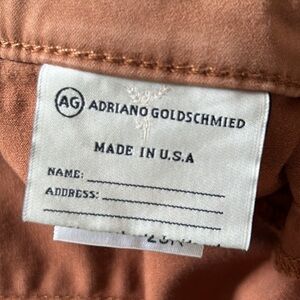 AG ADRIANO GOLDSCHMIED
MADE IN U.S.A
NAME:
ADDRESS: